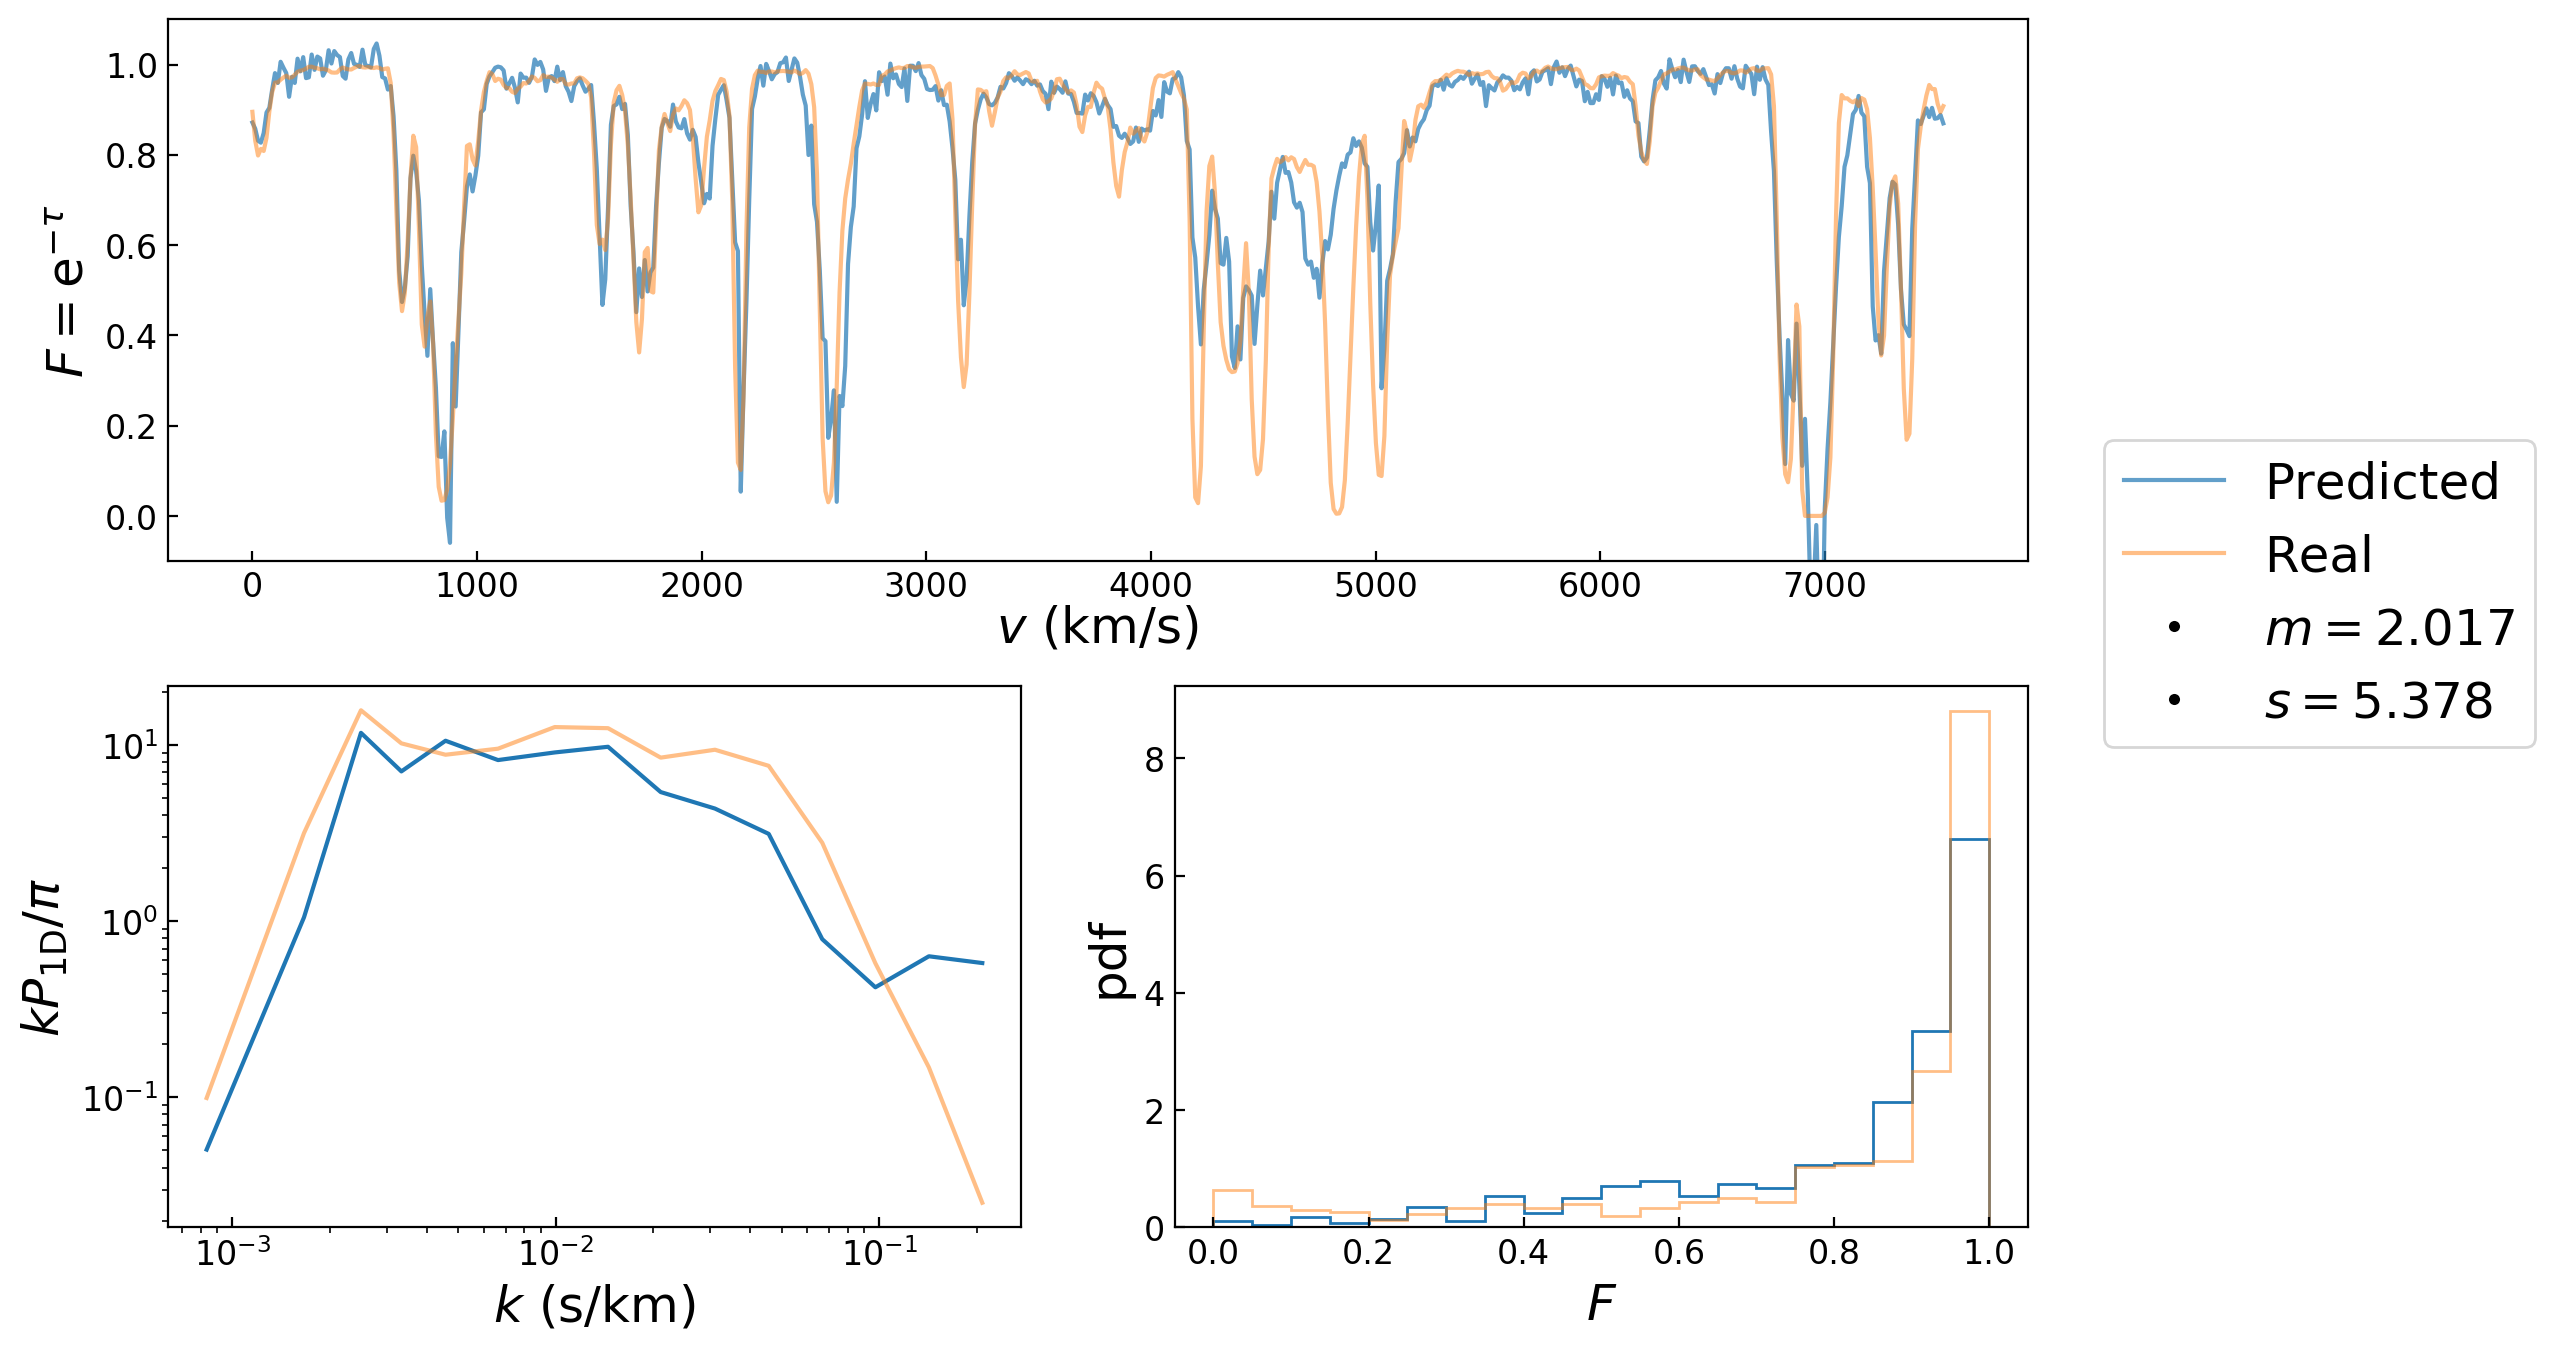 F = e^{−τ}
1.0
0.8
0.6
0.4
0.2
0.0
0 1000 2000 3000 4000 5000 6000 7000
v (km/s)
Predicted
Real
m = 2.017
s = 5.378
kP_{1D}/π
10^1
10^0
10^{−1}
10^{−3} 10^{−2} 10^{−1}
k (s/km)
pdf
8
6
4
2
0
0.0 0.2 0.4 0.6 0.8 1.0
F